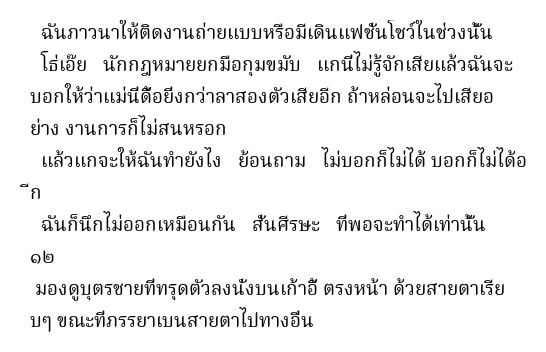 ฉันภาวนาให้ติดงานถ่ายแบบหรือมีเดินแฟชั่นโชว์ในช่วงนั้น
โธ่เอ๊ย นักกฎหมายยกมือกุมขมับ แกนี่ไม่รู้จักเสียแล้วฉันจะ
บอกให้ว่าแม่นี่ดื้อยิ่งกว่าลาสองตัวเสียอีก ถ้าหล่อนจะไปเสียอ
ย่าง งานการก็ไม่สนหรอก
แล้วแกจะให้ฉันทำยังไง ย้อนถาม ไม่บอกก็ไม่ได้ บอกก็ไม่ได้อ
ีก
ฉันก็นึกไม่ออกเหมือนกัน สั่นศีรษะ ที่พอจะทำได้เท่านั้น
๑๒
มองดูบุตรชายที่ทรุดตัวลงนั่งบนเก้าอี้ ตรงหน้า ด้วยสายตาเรีย
บๆ ขณะที่ภรรยาเบนสายตาไปทางอื่น